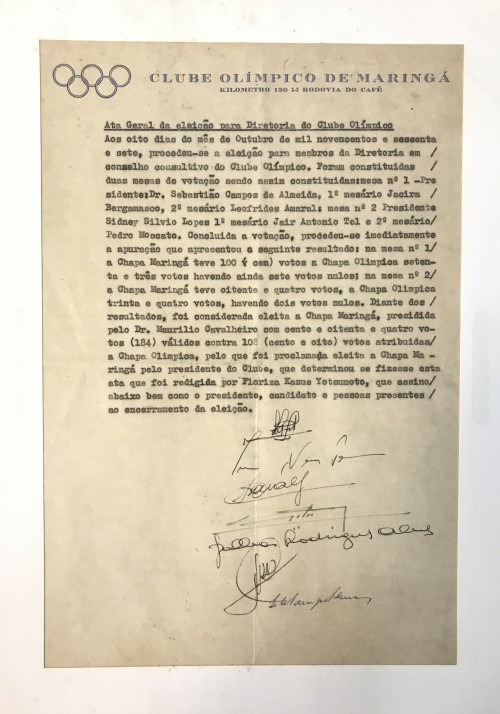 CLUBE OLÍMPICO DE MARINGÁ
KILOMETRO 130 RODOVIA DO CAFÉ
Ata Geral da eleição para Diretoria do Clube Olímpico
Aos oito dias do mês de Outubro de mil novencentos e sessenta
e sete, procedeu-se a eleição para membros da Diretoria em /
conselho consultivo do Clube Olímpico. Foram constituidas /
duas mesas de votação sendo assim constituidas:mesa nº 1 -Pre
sidente:Dr. Sebastião Campos de Almeida, 1º mesário Jacira /
Bergamasco, 2º mesário Leofrides Amaral: mesa nº 2 Presidente
Sidney Silvio Lopes 1º mesário Jair Antonio Tel e 2º mesário/
Pedro Moscato. Concluida a votação, procedeu-se imediatamente
a apuração que apresentou o seguinte resultado: na mesa nº 1/
a Chapa Maringá teve 100 ( cem) votos a Chapa Olimpica seten-
ta e três votos havendo ainda sete votos nulos; na mesa nº 2/
a Chapa Maringá teve oitenta e quatro votos, a Chapa Olimpica
trinta e quatro votos, havendo dois votos nulos. Diante dos /
resultados, foi considerada eleita a Chapa Maringá, presidida
pelo Dr. Maurilio Cavalheiro com cento e oitenta e quatro vo-
tos (184) válidos contra 108 (cento e oito) votos atribuidas/
a Chapa Olimpica, pelo que foi proclamada eleita a Chapa Ma -
ringá pelo presidente do Clube, que determinou se fizesse esta
ata que foi redigida por Florisa Kazue Yotsumoto, que assino/
abaixo bem como o presidente, candidato e pessoas presentes /
ao encerramento da eleição.
Rodrigues Alves